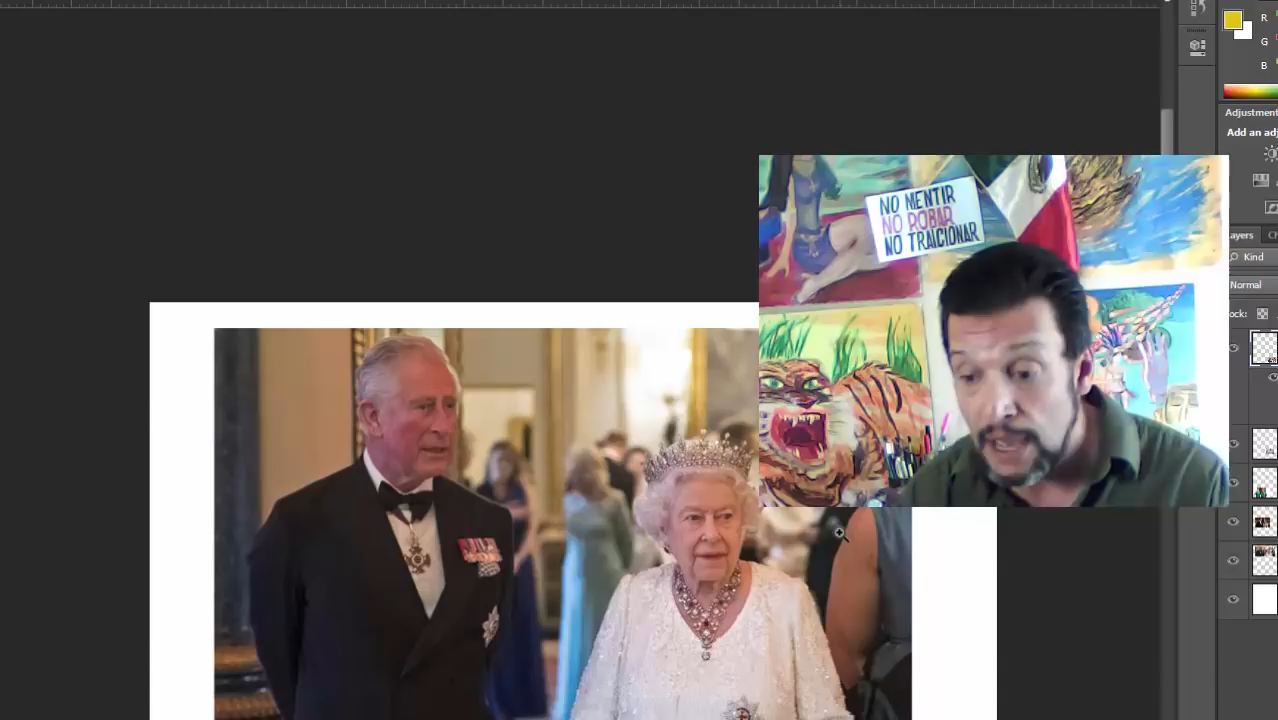 R
G
B
Adjustment
Add an adj
NO MENTIR
NO ROBAR
NO TRAICIONAR
ayers
Kind
Normal
ock: